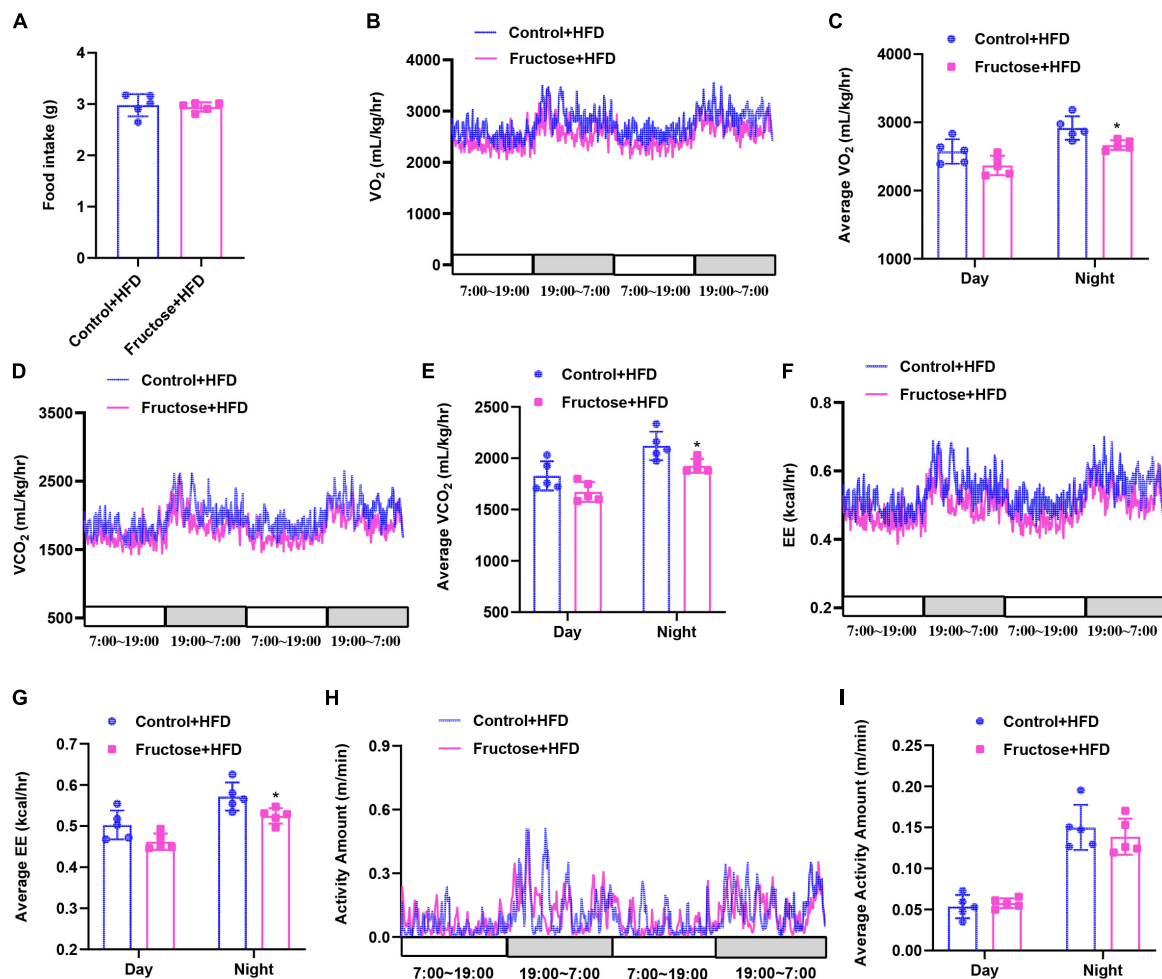 A
Food intake (g)
4
3
2
1
0
Control+HFD
Fructose+HFD
B
Control+HFD
Fructose+HFD
VO2 (mL/kg/hr)
4000
3000
2000
1000
0
7:00~19:00 19:00~7:00 7:00~19:00 19:00~7:00
C
Control+HFD
Fructose+HFD
Average VO2 (mL/kg/hr)
4000
3000
2000
1000
*
Day Night
D
Control+HFD
Fructose+HFD
VCO2 (mL/kg/hr)
3500
2500
1500
500
7:00~19:00 19:00~7:00 7:00~19:00 19:00~7:00
E
Control+HFD
Fructose+HFD
Average VCO2 (mL/kg/hr)
2500
2000
1500
1000
500
*
Day Night
F
Control+HFD
Fructose+HFD
EE (kcal/hr)
0.8
0.6
0.4
0.2
7:00~19:00 19:00~7:00 7:00~19:00 19:00~7:00
G
Control+HFD
Fructose+HFD
Average EE (kcal/hr)
0.7
0.6
0.5
0.4
0.3
0.2
*
Day Night
H
Control+HFD
Fructose+HFD
Activity Amount (m/min)
0.9
0.6
0.3
0.0
7:00~19:00 19:00~7:00 7:00~19:00 19:00~7:00
I
Control+HFD
Fructose+HFD
Average Activity Amount (m/min)
0.25
0.20
0.15
0.10
0.05
0.00
Day Night